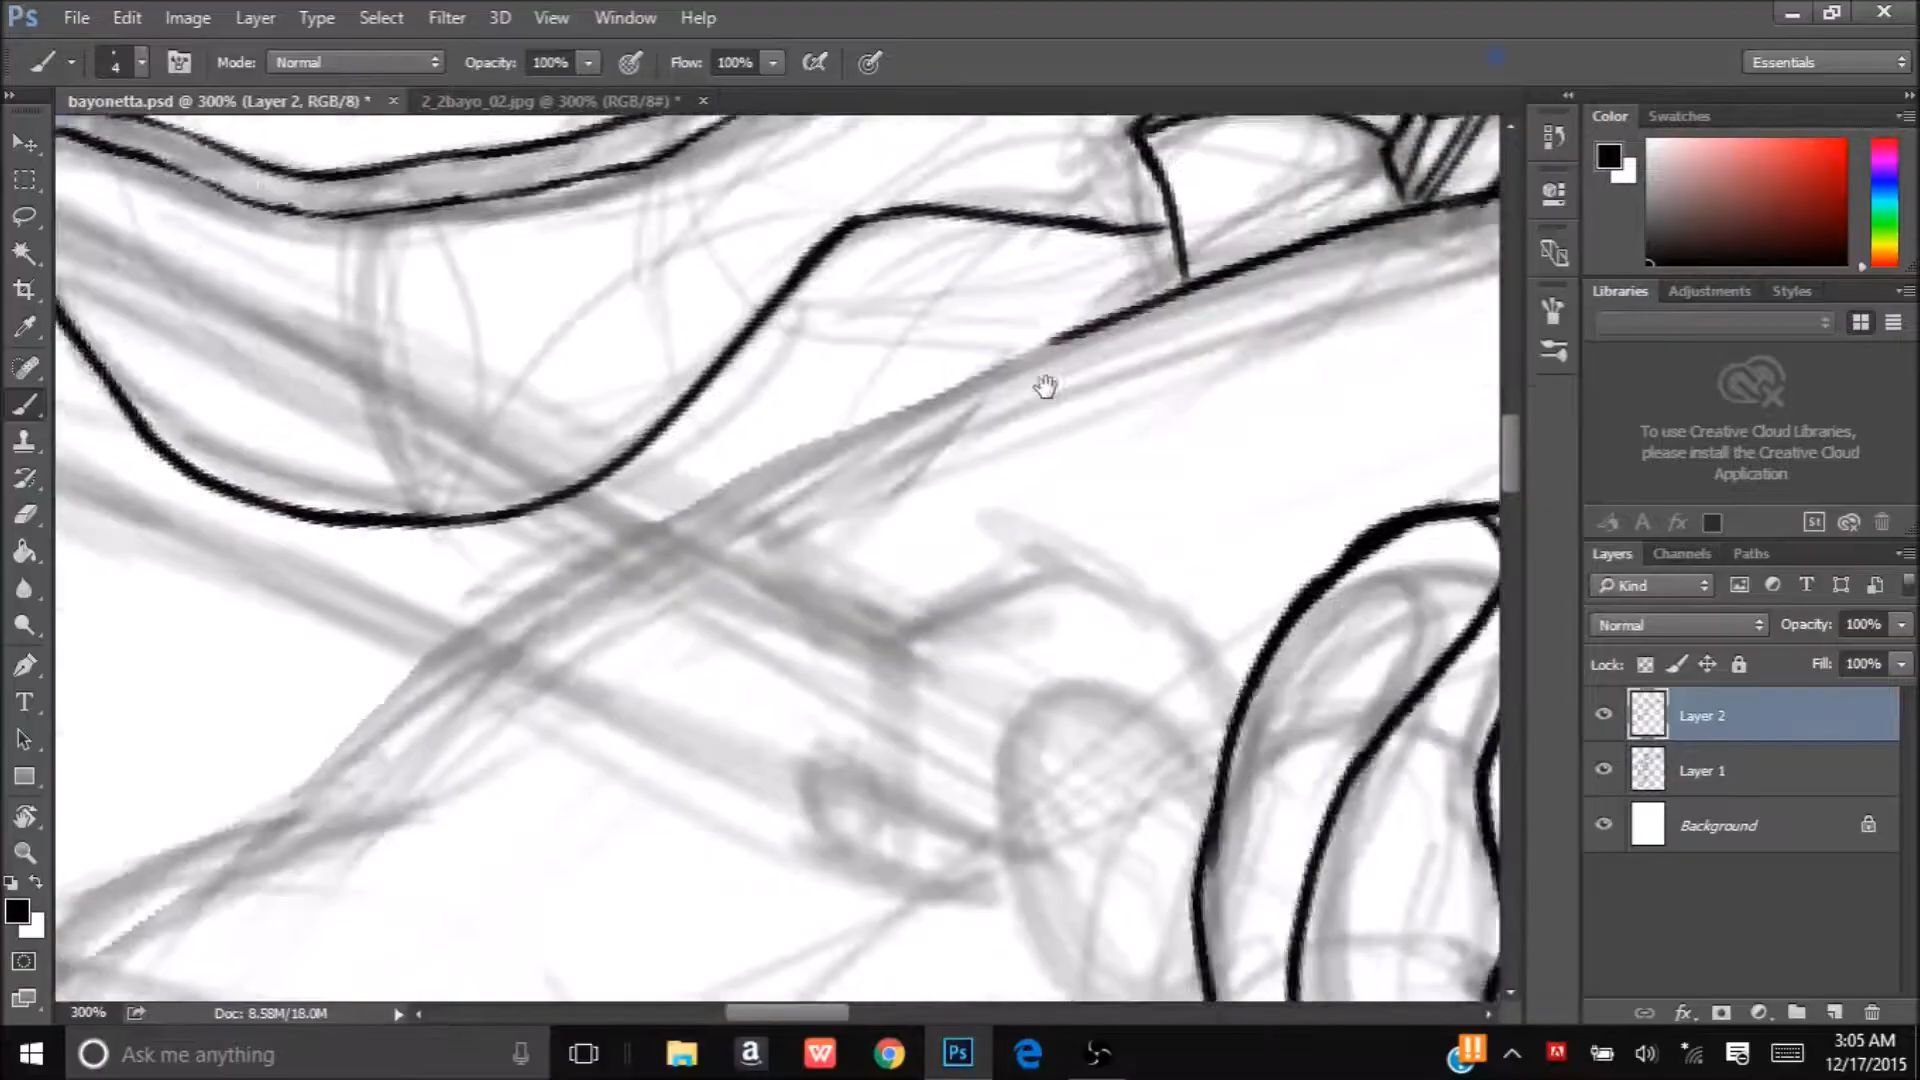 Ps File Edit Image Layer Type Select Filter 3D View Window Help
4 Mode: Normal Opacity: 100% Flow: 100% Essentials
bayonetta.psd @ 300% (Layer 2, RGB/8) * × 2_2bayo_02.jpg @ 300% (RGB/8#) * ×
Color Swatches
Libraries Adjustments Styles
To use Creative Cloud Libraries,
please install the Creative Cloud
Application
A fx St
Layers Channels Paths
Kind T
Normal Opacity: 100%
Lock: Fill: 100%
Layer 2
Layer 1
Background
T
300% Doc: 8.58M/18.0M
fx
Ask me anything
a W Ps e
3:05 AM
12/17/2015